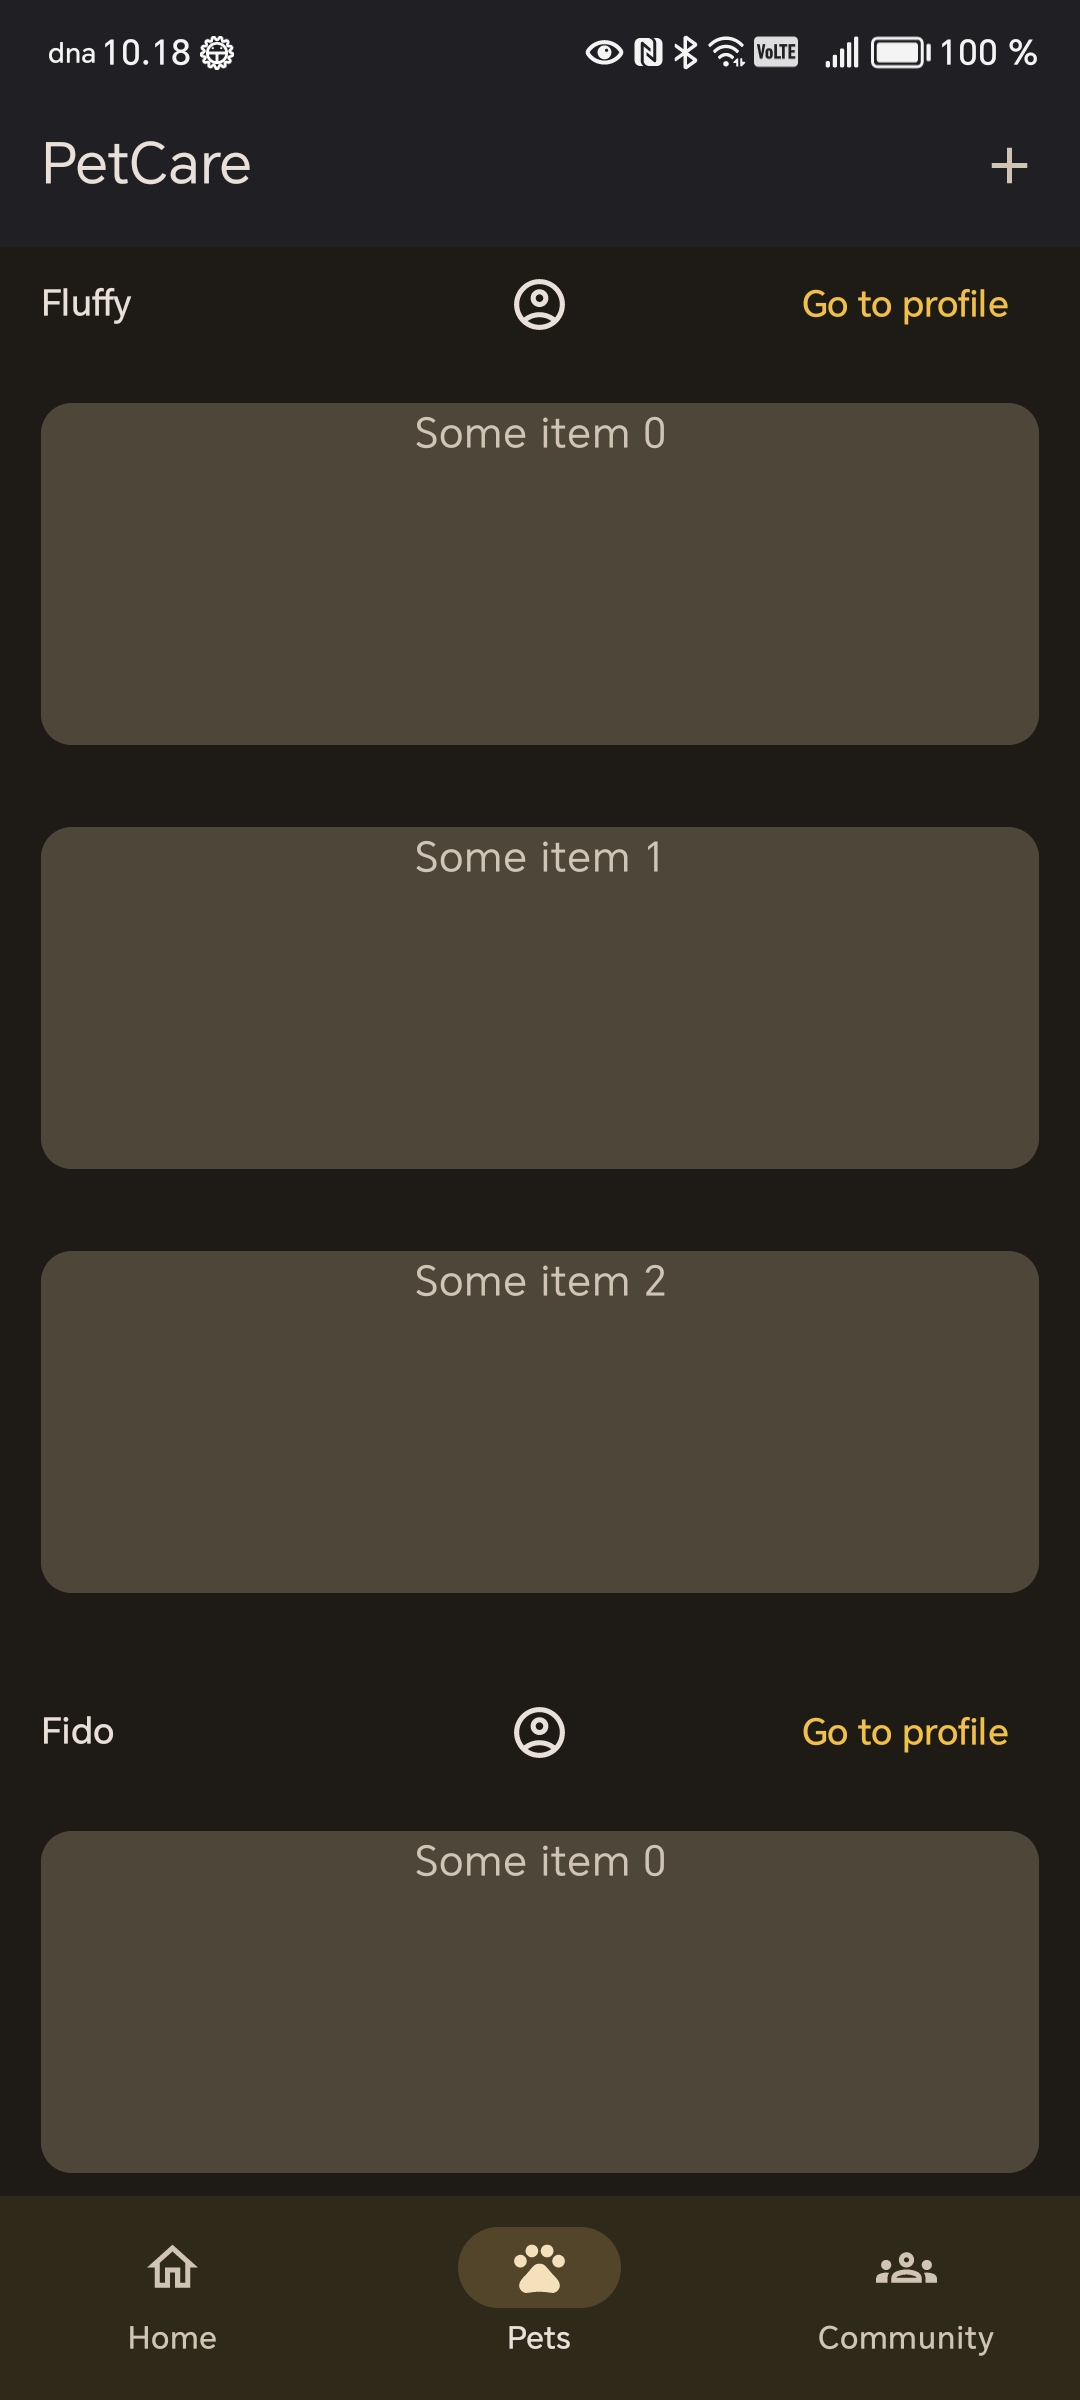 dna 10.18 VoLTE 100 %
PetCare
Fluffy Go to profile
Some item 0
Some item 1
Some item 2
Fido Go to profile
Some item 0
Home Pets Community